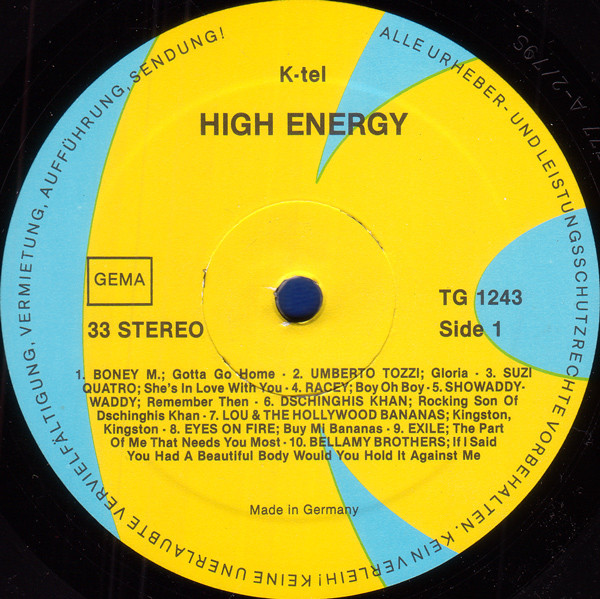 K-tel
HIGH ENERGY
GEMA
33 STEREO
TG 1243
Side 1
1. BONEY M.; Gotta Go Home · 2. UMBERTO TOZZI; Gloria · 3. SUZI
QUATRO; She's In Love With You · 4. RACEY; Boy Oh Boy · 5. SHOWADDY-
WADDY; Remember Then · 6. DSCHINGHIS KHAN; Rocking Son Of
Dschinghis Khan · 7. LOU & THE HOLLYWOOD BANANAS; Kingston,
Kingston · 8. EYES ON FIRE; Buy Mi Bananas · 9. EXILE; The Part
Of Me That Needs You Most · 10. BELLAMY BROTHERS; If I Said
You Had A Beautiful Body Would You Hold It Against Me
Made in Germany
ALLE URHEBER- UND LEISTUNGSSCHUTZRECHTE VORBEHALTEN. KEIN VERLEIH! KEINE UNERLAUBTE VERVIELFÄLTIGUNG, VERMIETUNG, AUFFÜHRUNG, SENDUNG!